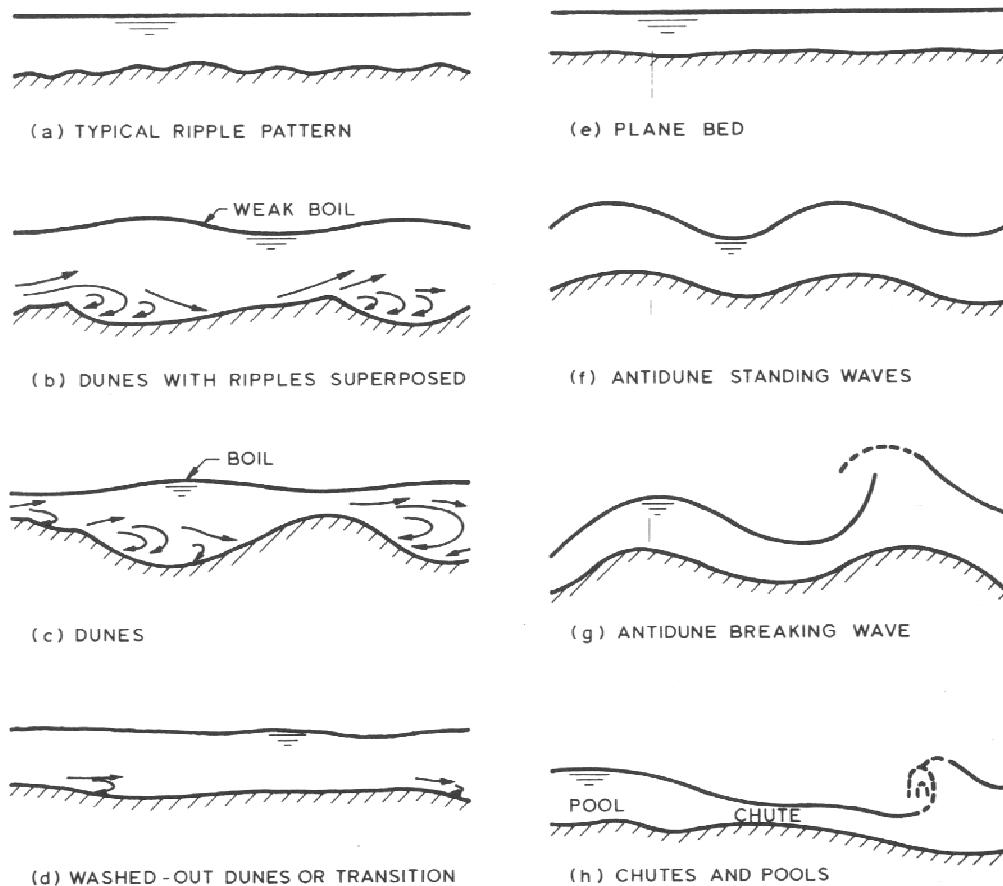 (a) TYPICAL RIPPLE PATTERN
WEAK BOIL
(b) DUNES WITH RIPPLES SUPERPOSED
BOIL
(c) DUNES
(d) WASHED-OUT DUNES OR TRANSITION
(e) PLANE BED
(f) ANTIDUNE STANDING WAVES
(g) ANTIDUNE BREAKING WAVE
POOL
CHUTE
(h) CHUTES AND POOLS